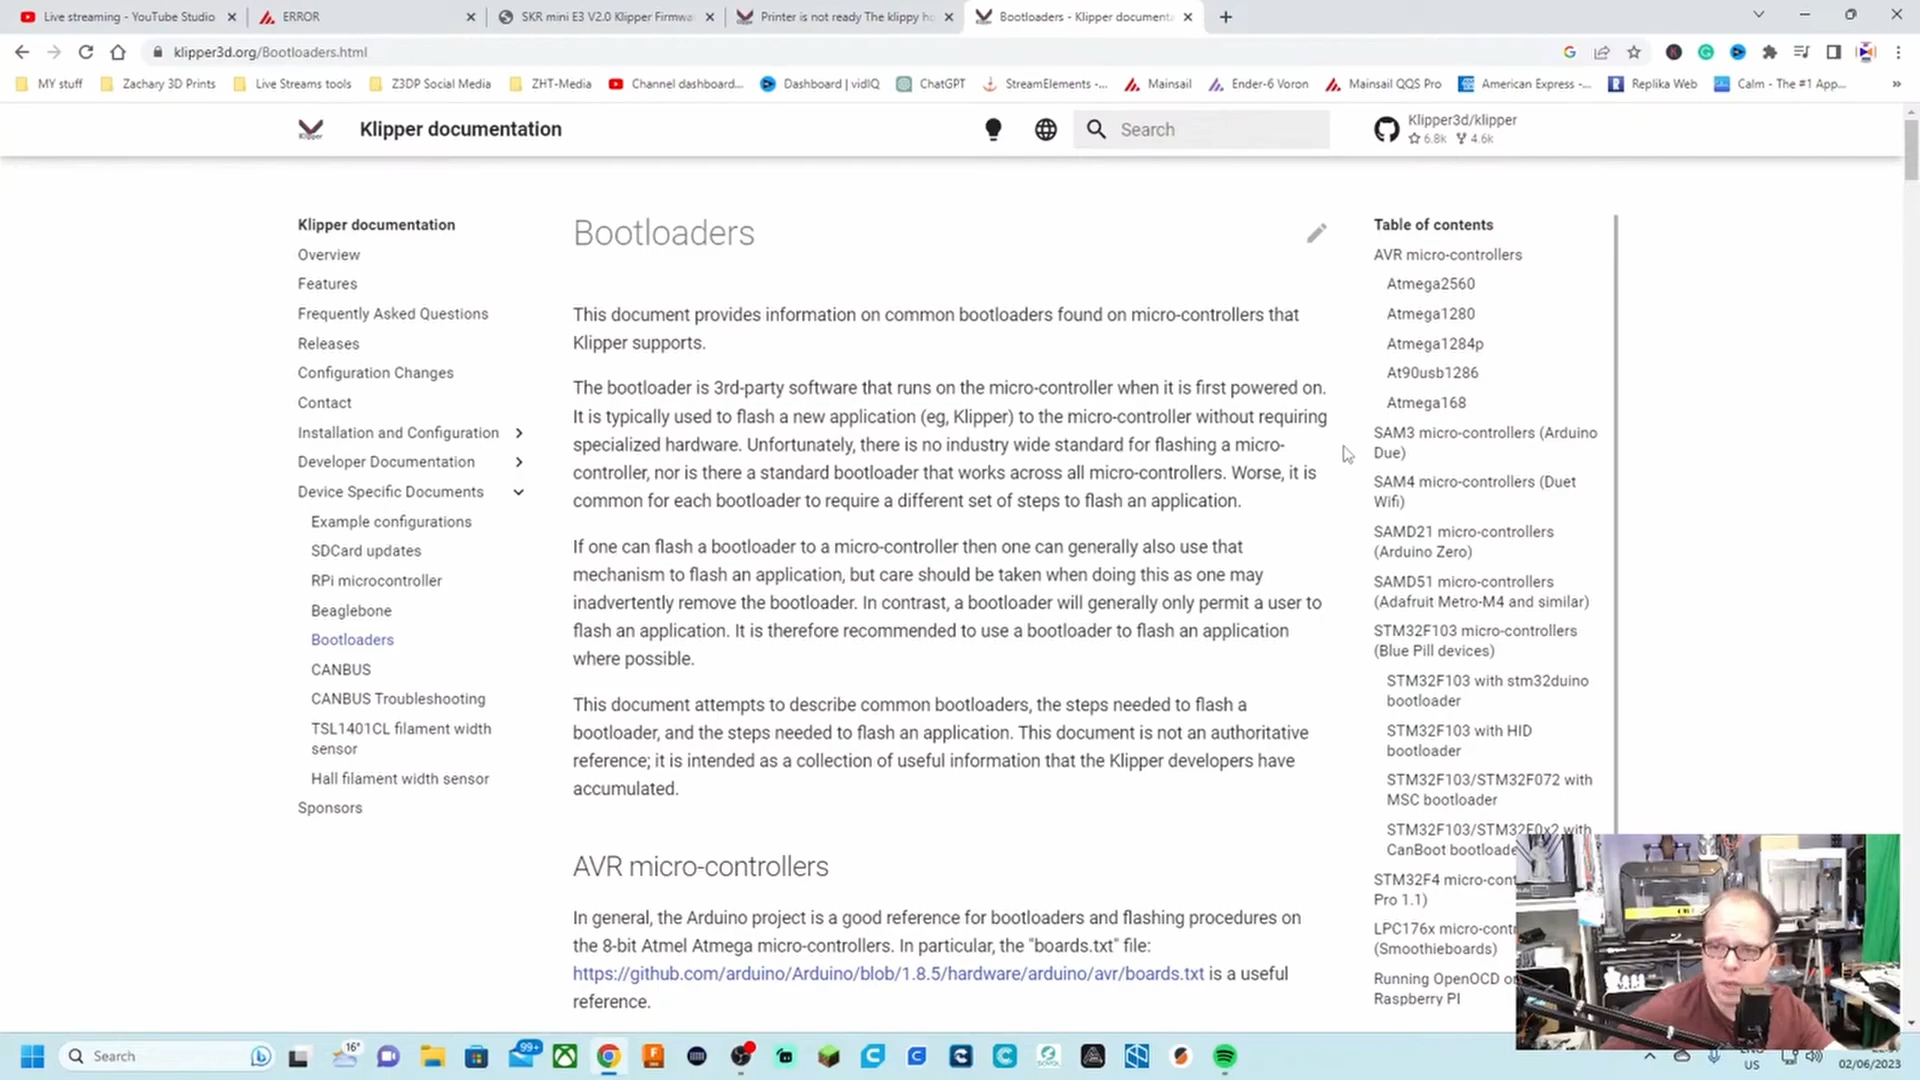 Live streaming - YouTube Studio
ERROR
SKR mini E3 V2.0 Klipper Firmwa
Printer is not ready The klippy ho
Bootloaders - Klipper documenta
klipper3d.org/Bootloaders.html
MY stuff
Zachary 3D Prints
Live Streams tools
Z3DP Social Media
ZHT-Media
Channel dashboard...
Dashboard | vidIQ
ChatGPT
StreamElements -...
Mainsail
Ender-6 Voron
Mainsail QQS Pro
American Express -...
Replika Web
Calm - The #1 App...
Klipper
Klipper documentation
Search
Klipper3d/klipper
6.8k 4.6k
Klipper documentation
Overview
Features
Frequently Asked Questions
Releases
Configuration Changes
Contact
Installation and Configuration
Developer Documentation
Device Specific Documents
Example configurations
SDCard updates
RPi microcontroller
Beaglebone
Bootloaders
CANBUS
CANBUS Troubleshooting
TSL1401CL filament width
sensor
Hall filament width sensor
Sponsors
Bootloaders
This document provides information on common bootloaders found on micro-controllers that
Klipper supports.
The bootloader is 3rd-party software that runs on the micro-controller when it is first powered on.
It is typically used to flash a new application (eg, Klipper) to the micro-controller without requiring
specialized hardware. Unfortunately, there is no industry wide standard for flashing a micro-
controller, nor is there a standard bootloader that works across all micro-controllers. Worse, it is
common for each bootloader to require a different set of steps to flash an application.
If one can flash a bootloader to a micro-controller then one can generally also use that
mechanism to flash an application, but care should be taken when doing this as one may
inadvertently remove the bootloader. In contrast, a bootloader will generally only permit a user to
flash an application. It is therefore recommended to use a bootloader to flash an application
where possible.
This document attempts to describe common bootloaders, the steps needed to flash a
bootloader, and the steps needed to flash an application. This document is not an authoritative
reference; it is intended as a collection of useful information that the Klipper developers have
accumulated.
AVR micro-controllers
In general, the Arduino project is a good reference for bootloaders and flashing procedures on
the 8-bit Atmel Atmega micro-controllers. In particular, the "boards.txt" file:
https://github.com/arduino/Arduino/blob/1.8.5/hardware/arduino/avr/boards.txt is a useful
reference.
Table of contents
AVR micro-controllers
Atmega2560
Atmega1280
Atmega1284p
At90usb1286
Atmega168
SAM3 micro-controllers (Arduino
Due)
SAM4 micro-controllers (Duet
Wifi)
SAMD21 micro-controllers
(Arduino Zero)
SAMD51 micro-controllers
(Adafruit Metro-M4 and similar)
STM32F103 micro-controllers
(Blue Pill devices)
STM32F103 with stm32duino
bootloader
STM32F103 with HID
bootloader
STM32F103/STM32F072 with
MSC bootloader
STM32F103/STM32F0x2 with
CanBoot bootloade
STM32F4 micro-cont
Pro 1.1)
LPC176x micro-contr
(Smoothieboards)
Running OpenOCD o
Raspberry PI
Search
16°
99+
US
02/06/2023